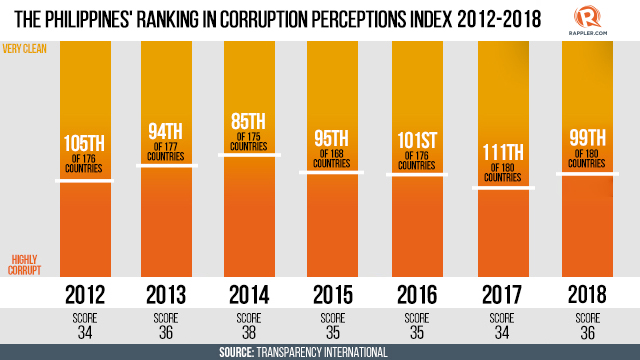 THE PHILIPPINES' RANKING IN CORRUPTION PERCEPTIONS INDEX 2012-2018
R
RAPPLER.COM
VERY CLEAN
105TH
OF 176
COUNTRIES
94TH
OF 177
COUNTRIES
85TH
OF 175
COUNTRIES
95TH
OF 168
COUNTRIES
101ST
OF 176
COUNTRIES
111TH
OF 180
COUNTRIES
99TH
OF 180
COUNTRIES
HIGHLY
CORRUPT
2012 2013 2014 2015 2016 2017 2018
SCORE SCORE SCORE SCORE SCORE SCORE SCORE
34 36 38 35 35 34 36
SOURCE: TRANSPARENCY INTERNATIONAL